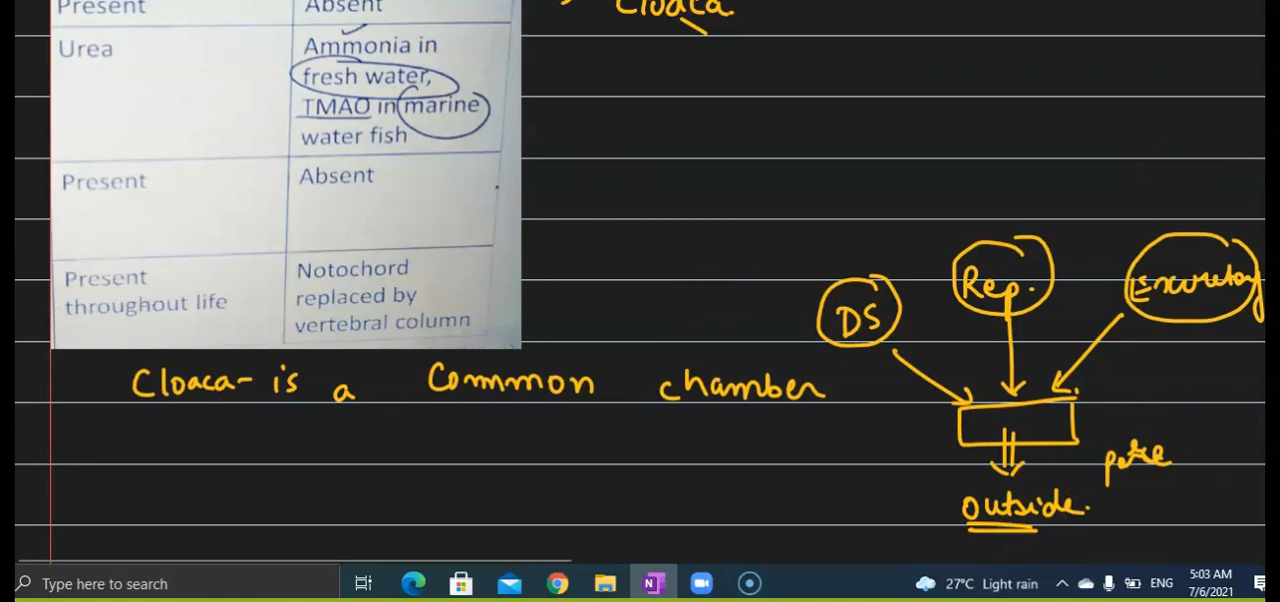 Present Absent
Cloaca
Urea Ammonia in
fresh water,
TMAO in marine
water fish
Present Absent
Present Notochord
throughout life replaced by
vertebral column
DS Rep. Excretory
Cloaca- is a common chamber
outside.
Type here to search
27°C Light rain
ENG
5:03 AM
7/6/2021